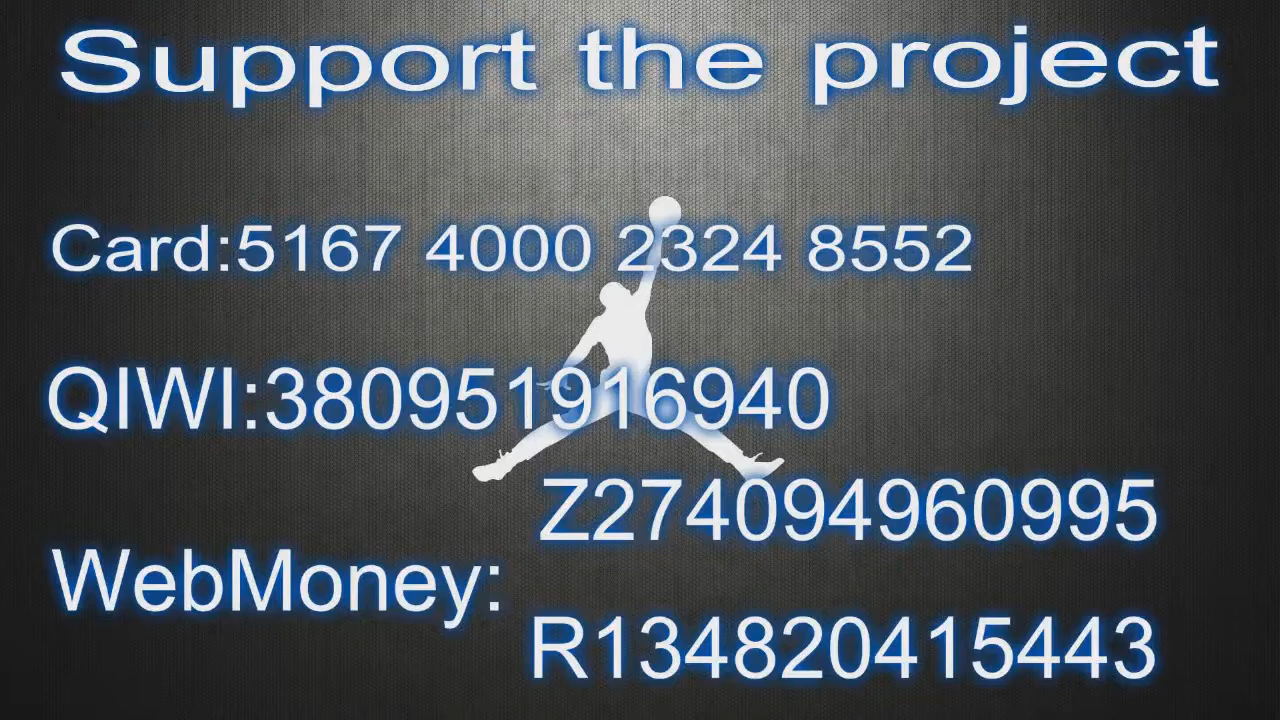 Support the project
Card:5167 4000 2324 8552
QIWI:380951916940
Z274094960995
WebMoney:
R134820415443